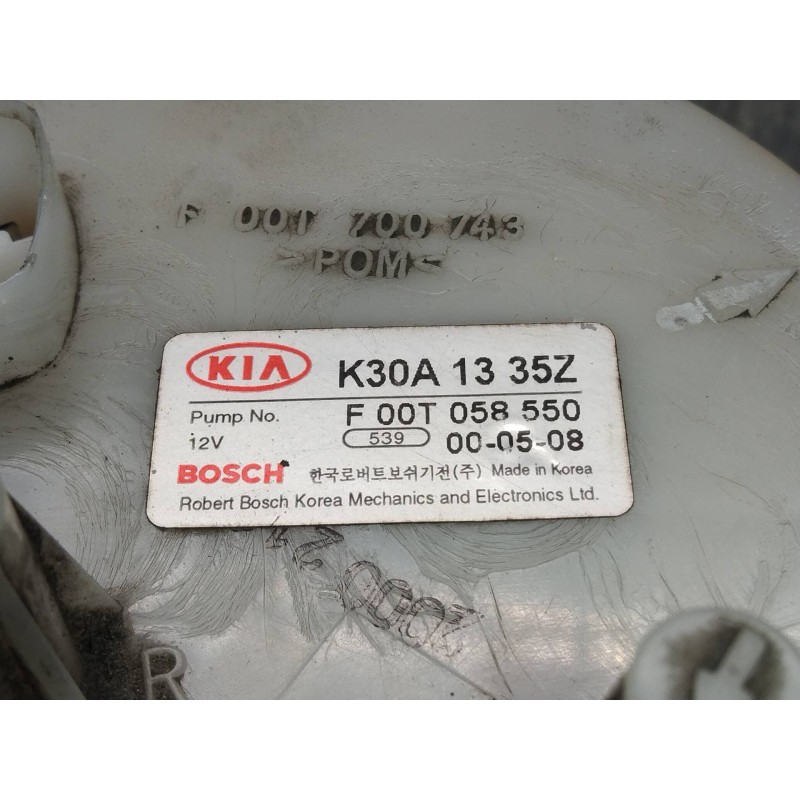 F 00T 700 743
>POM<
KIA K30A 13 35Z
Pump No. F 00T 058 550
12V 539 00-05-08
BOSCH 한국로버트보쉬기전(주) Made in Korea
Robert Bosch Korea Mechanics and Electronics Ltd.
R